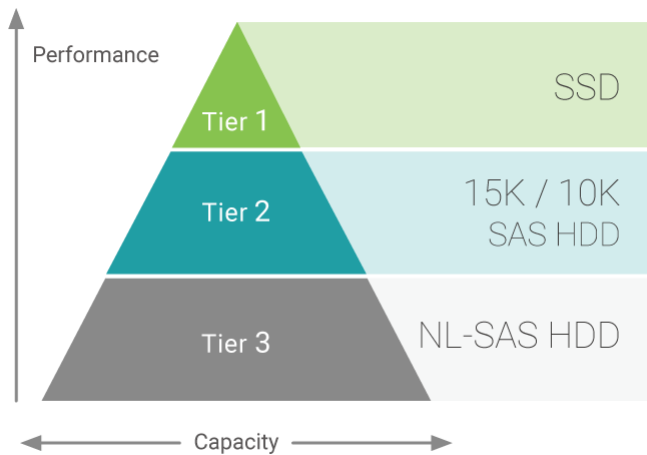 Performance
SSD
Tier 1
15K / 10K
SAS HDD
Tier 2
NL-SAS HDD
Tier 3
Capacity